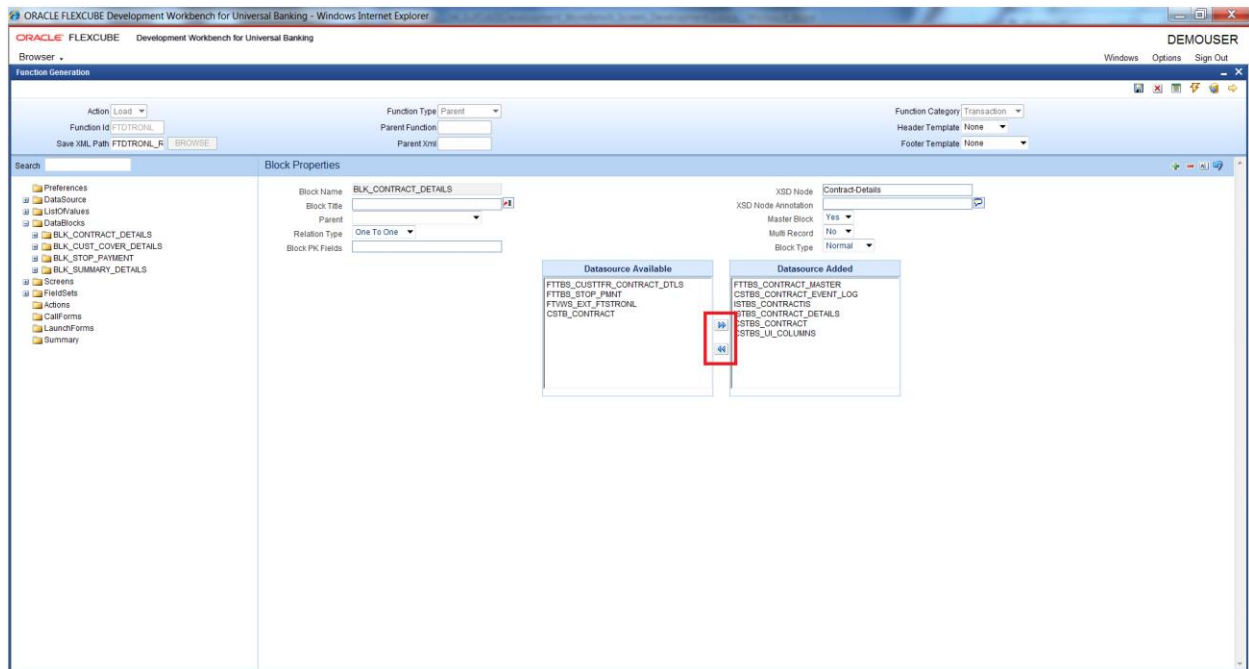 ORACLE FLEXCUBE Development Workbench for Universal Banking - Windows Internet Explorer
ORACLE FLEXCUBE Development Workbench for Universal Banking
DEMOUSER
Browser
Windows Options Sign Out
Function Generation
Action Load
Function Type Parent
Function Category Transaction
Function Id FTDTRONL
Parent Function
Header Template None
Save XML Path FTDTRONL_R BROWSE
Parent Xml
Footer Template None
Search
Block Properties
Preferences
DataSource
ListOfValues
DataBlocks
BLK_CONTRACT_DETAILS
BLK_CUST_COVER_DETAILS
BLK_STOP_PAYMENT
BLK_SUMMARY_DETAILS
Screens
FieldSets
Actions
CallForms
LaunchForms
Summary
Block Name BLK_CONTRACT_DETAILS
Block Title
Parent
Relation Type One To One
Block PK Fields
XSD Node Contract-Details
XSD Node Annotation
Master Block Yes
Multi Record No
Block Type Normal
Datasource Available
FTTBS_CUSTTFR_CONTRACT_DTLS
FTTBS_STOP_PMNT
FTVWS_EXT_FTSTRONL
CSTB_CONTRACT
Datasource Added
FTTBS_CONTRACT_MASTER
CSTBS_CONTRACT_EVENT_LOG
ISTBS_CONTRACTIS
ISTBS_CONTRACT_DETAILS
CSTBS_CONTRACT
CSTBS_UI_COLUMNS